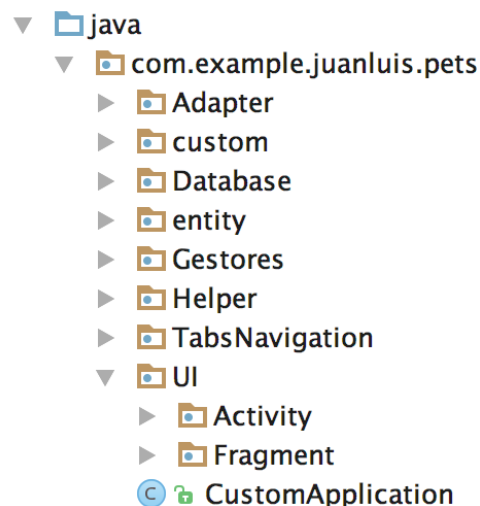 java
com.example.juanluis.pets
Adapter
custom
Database
entity
Gestores
Helper
TabsNavigation
UI
Activity
Fragment
C CustomApplication